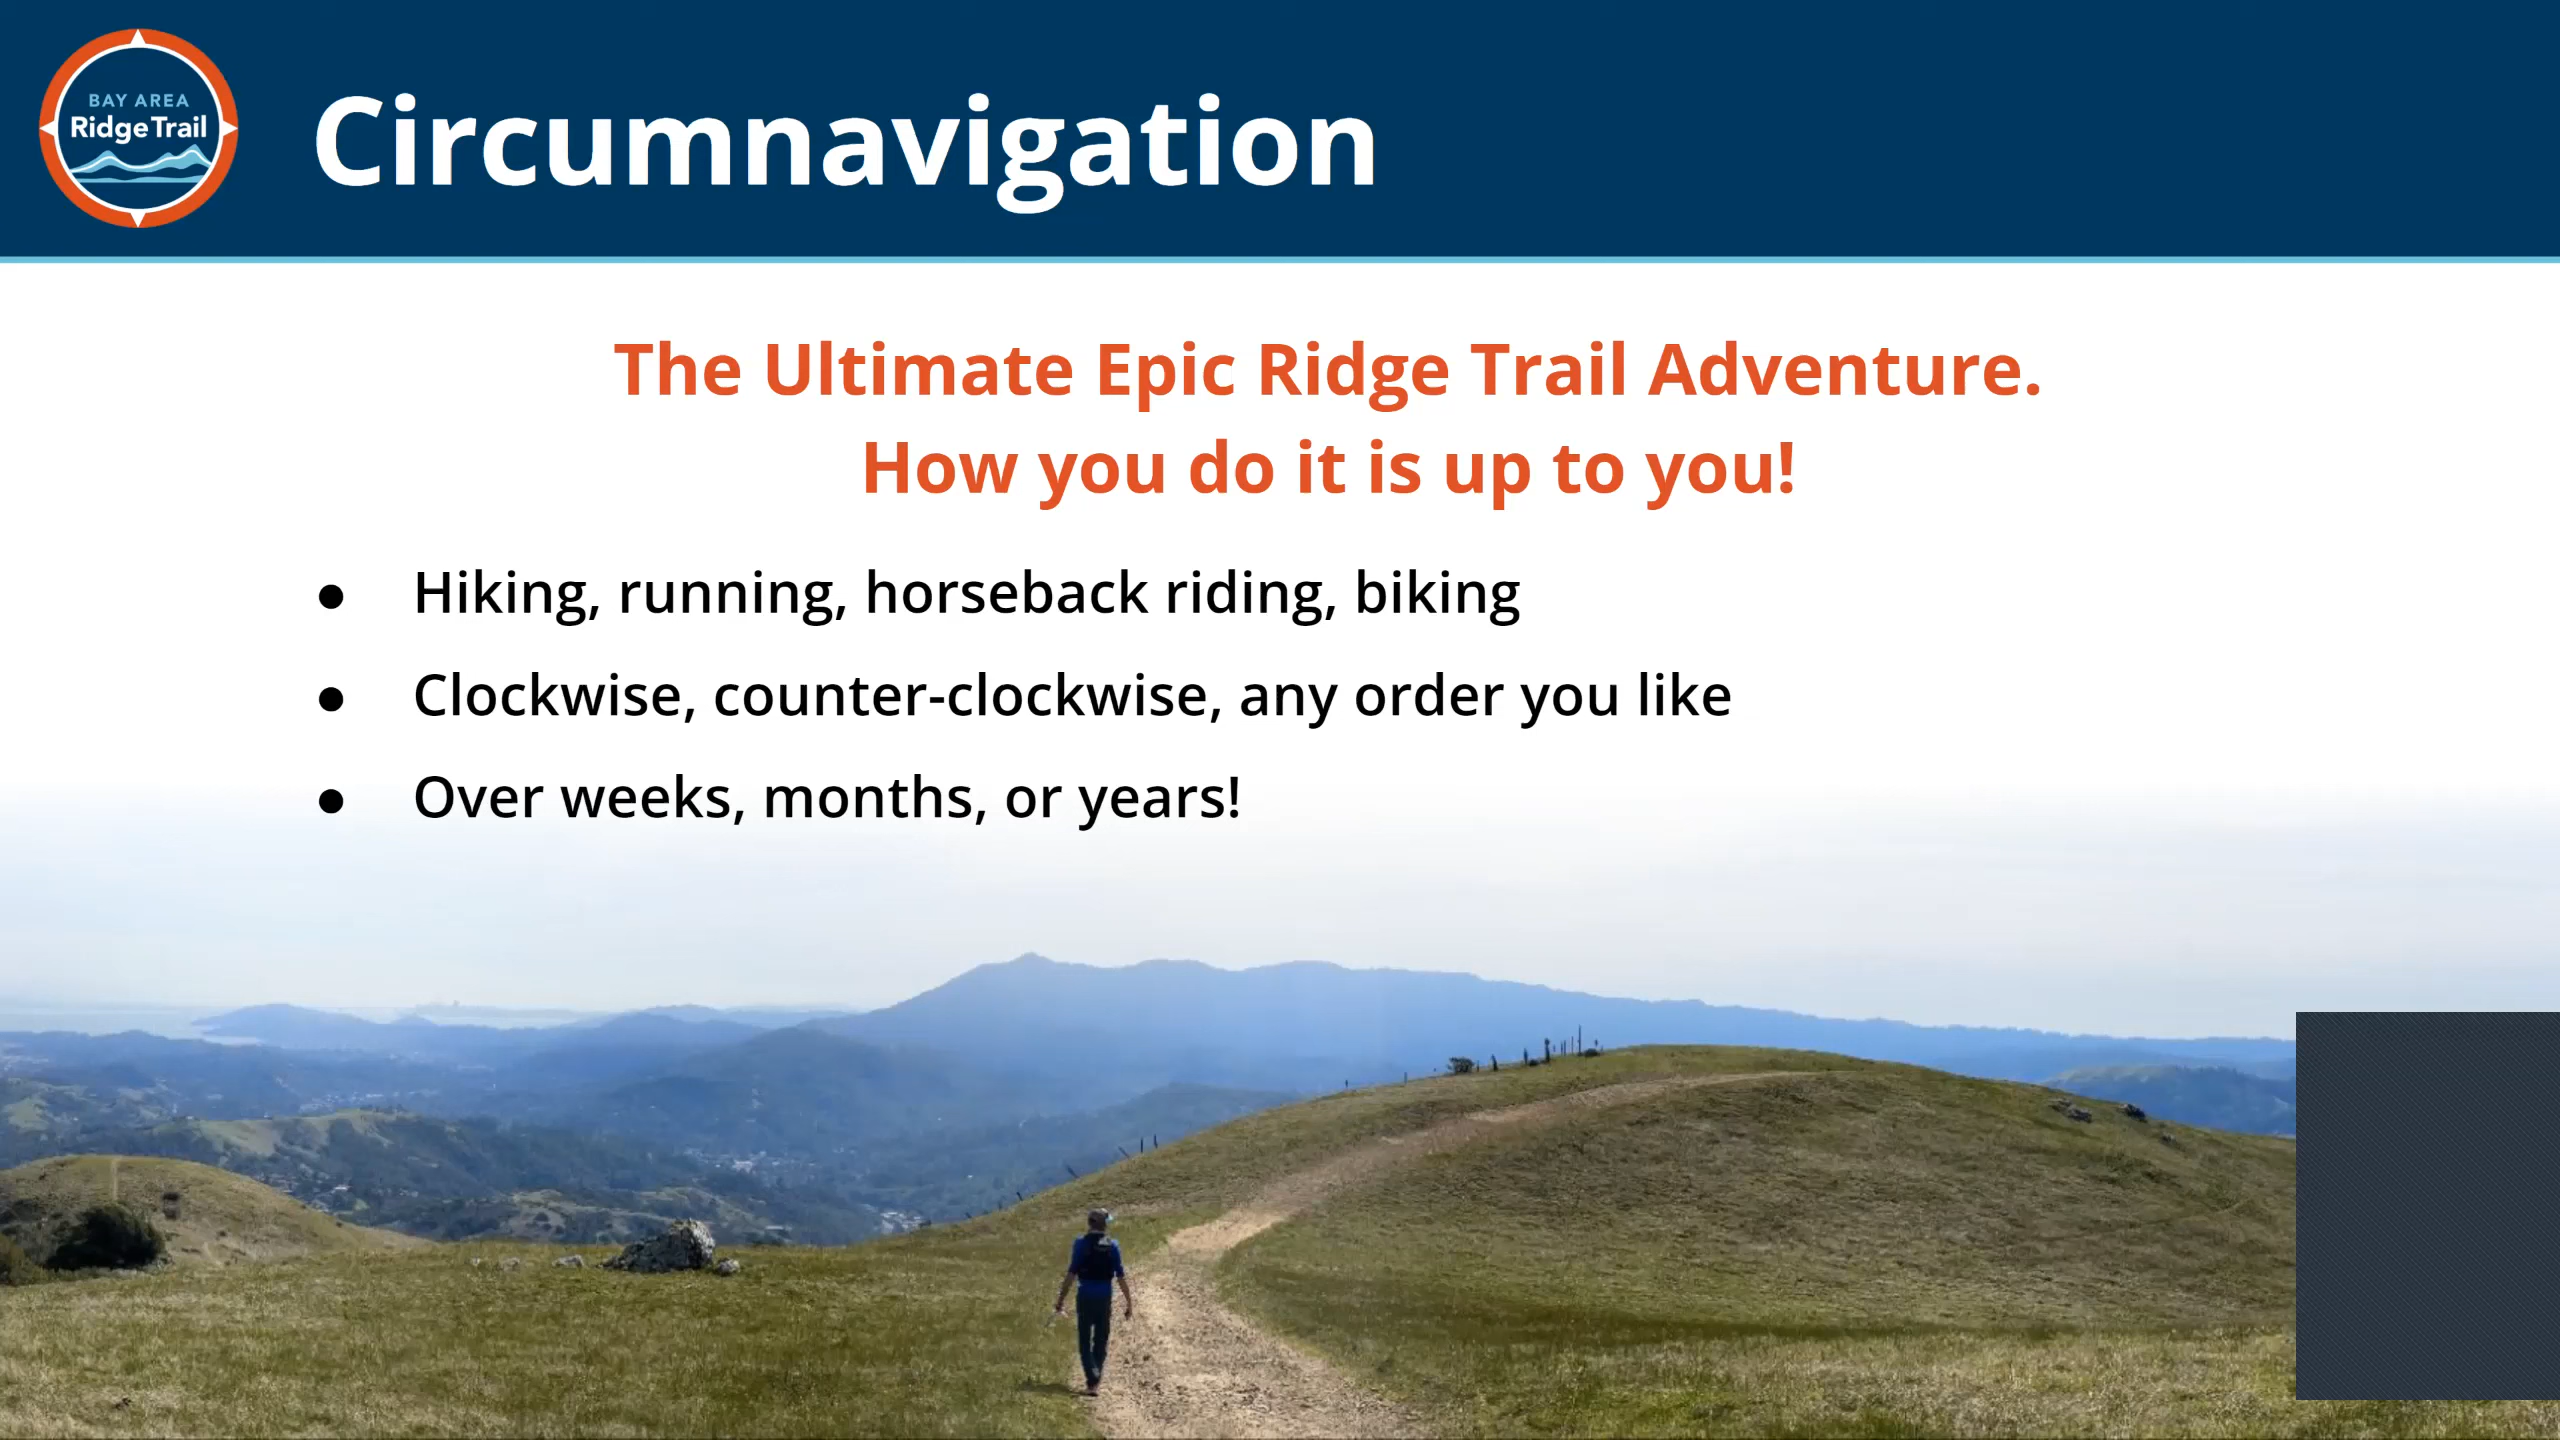 BAY AREA
Ridge Trail
Circumnavigation
The Ultimate Epic Ridge Trail Adventure.
How you do it is up to you!
● Hiking, running, horseback riding, biking
● Clockwise, counter-clockwise, any order you like
● Over weeks, months, or years!